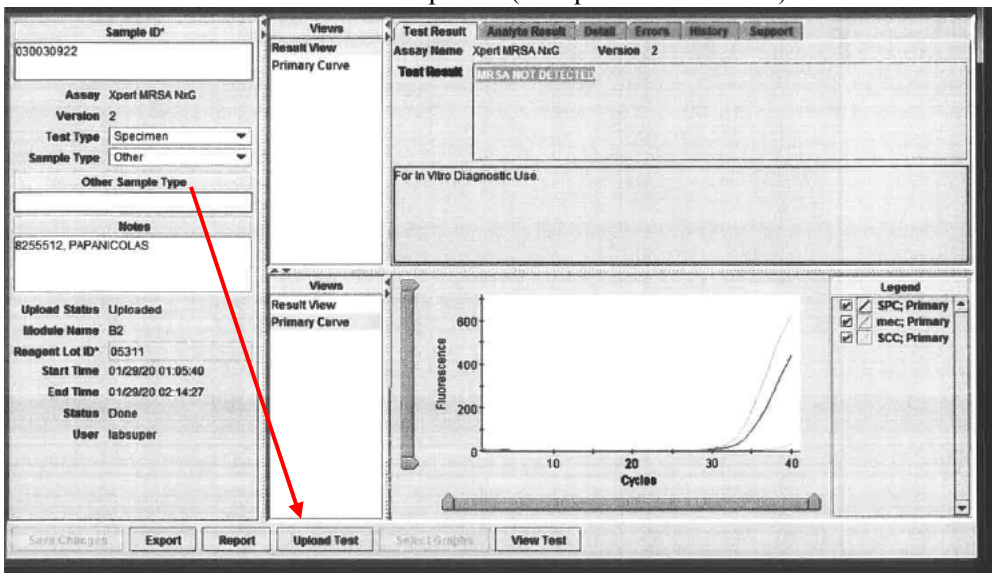 Sample ID*
030030922
Assay Xpert MRSA NxG
Version 2
Test Type Specimen
Sample Type Other
Other Sample Type
Notes
8255512, PAPANICOLAS
Upload Status Uploaded
Module Name B2
Reagent Lot ID* 05311
Start Time 01/29/20 01:05:40
End Time 01/29/20 02:14:27
Status Done
User labsuper
Views
Result View
Primary Curve
Test Result Analyte Result Detail Errors History Support
Assay Name Xpert MRSA NxG Version 2
Test Result MRSA NOT DETECTED
For In Vitro Diagnostic Use.
Views
Result View
Primary Curve
Fluorescence
600
400
200
0
10 20 30 40
Cycles
Legend
SPC; Primary
mec; Primary
SCC; Primary
Save Changes Export Report Upload Test Select Graphs View Test